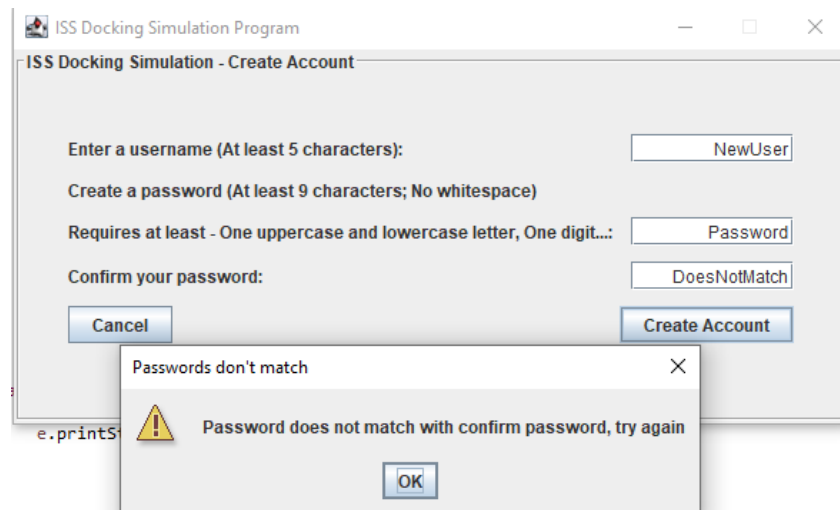 ISS Docking Simulation Program
ISS Docking Simulation - Create Account
Enter a username (At least 5 characters): NewUser
Create a password (At least 9 characters; No whitespace)
Requires at least - One uppercase and lowercase letter, One digit...: Password
Confirm your password: DoesNotMatch
Cancel Create Account
Passwords don't match
Password does not match with confirm password, try again
e.printSt
OK